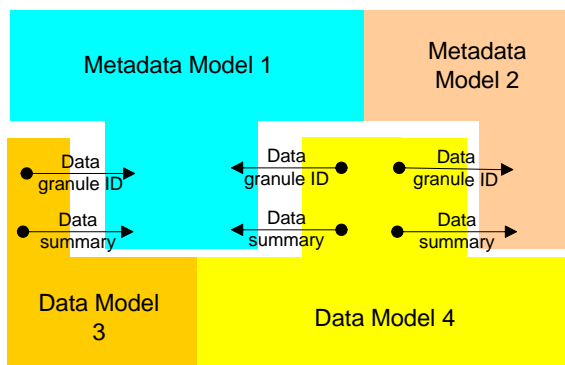 Metadata Model 1
Metadata
Model 2
Data
granule ID
Data
granule ID
Data
granule ID
Data
summary
Data
summary
Data
summary
Data Model
3
Data Model 4